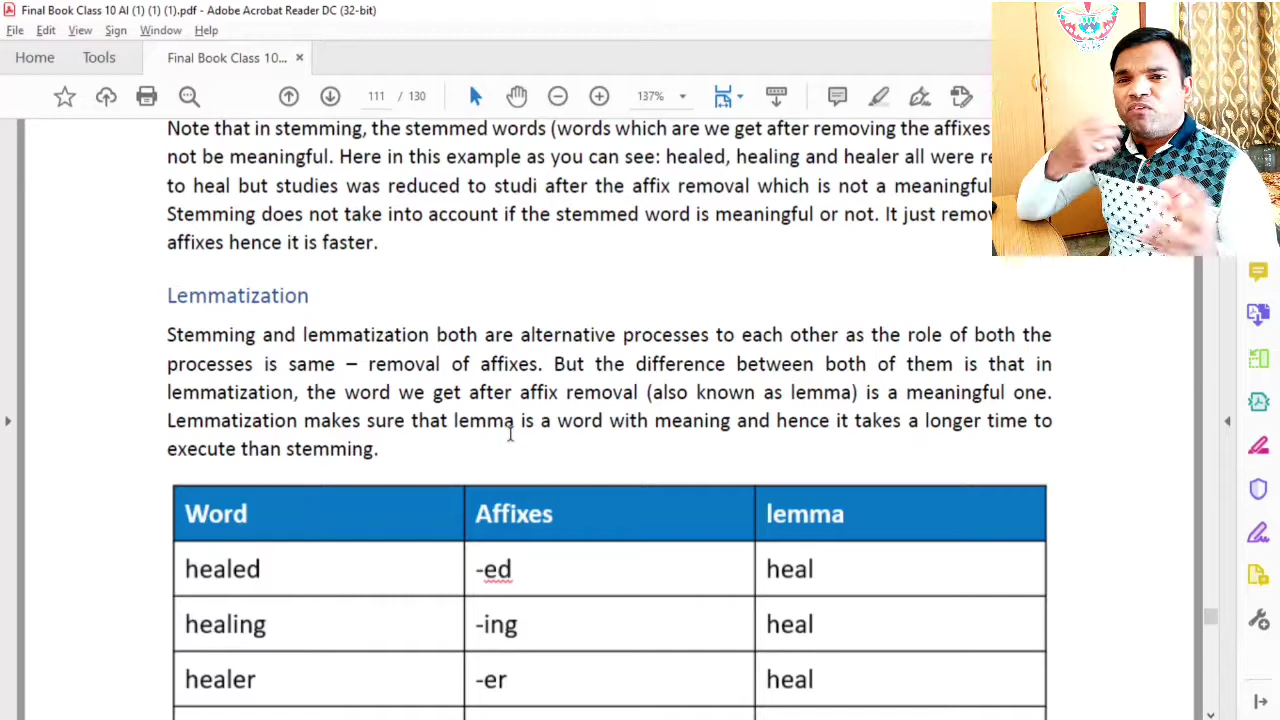 Final Book Class 10 AI (1) (1) (1).pdf - Adobe Acrobat Reader DC (32-bit)
File Edit View Sign Window Help
Home Tools Final Book Class 10... ×
111 / 130 137%
Note that in stemming, the stemmed words (words which are we get after removing the affixes
not be meaningful. Here in this example as you can see: healed, healing and healer all were
to heal but studies was reduced to studi after the affix removal which is not a meaningful
Stemming does not take into account if the stemmed word is meaningful or not. It just
affixes hence it is faster.
Lemmatization
Stemming and lemmatization both are alternative processes to each other as the role of both the
processes is same – removal of affixes. But the difference between both of them is that in
lemmatization, the word we get after affix removal (also known as lemma) is a meaningful one.
Lemmatization makes sure that lemma is a word with meaning and hence it takes a longer time to
execute than stemming.
Word Affixes lemma
healed -ed heal
healing -ing heal
healer -er heal